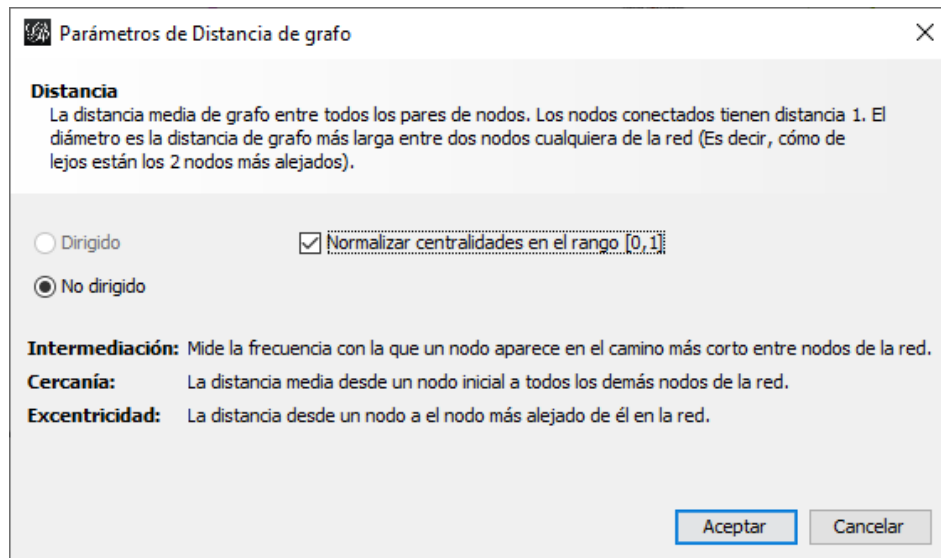 Parámetros de Distancia de grafo
Distancia
La distancia media de grafo entre todos los pares de nodos. Los nodos conectados tienen distancia 1. El
diámetro es la distancia de grafo más larga entre dos nodos cualquiera de la red (Es decir, cómo de
lejos están los 2 nodos más alejados).
Dirigido
Normalizar centralidades en el rango [0,1]
No dirigido
Intermediación: Mide la frecuencia con la que un nodo aparece en el camino más corto entre nodos de la red.
Cercanía: La distancia media desde un nodo inicial a todos los demás nodos de la red.
Excentricidad: La distancia desde un nodo a el nodo más alejado de él en la red.
Aceptar
Cancelar